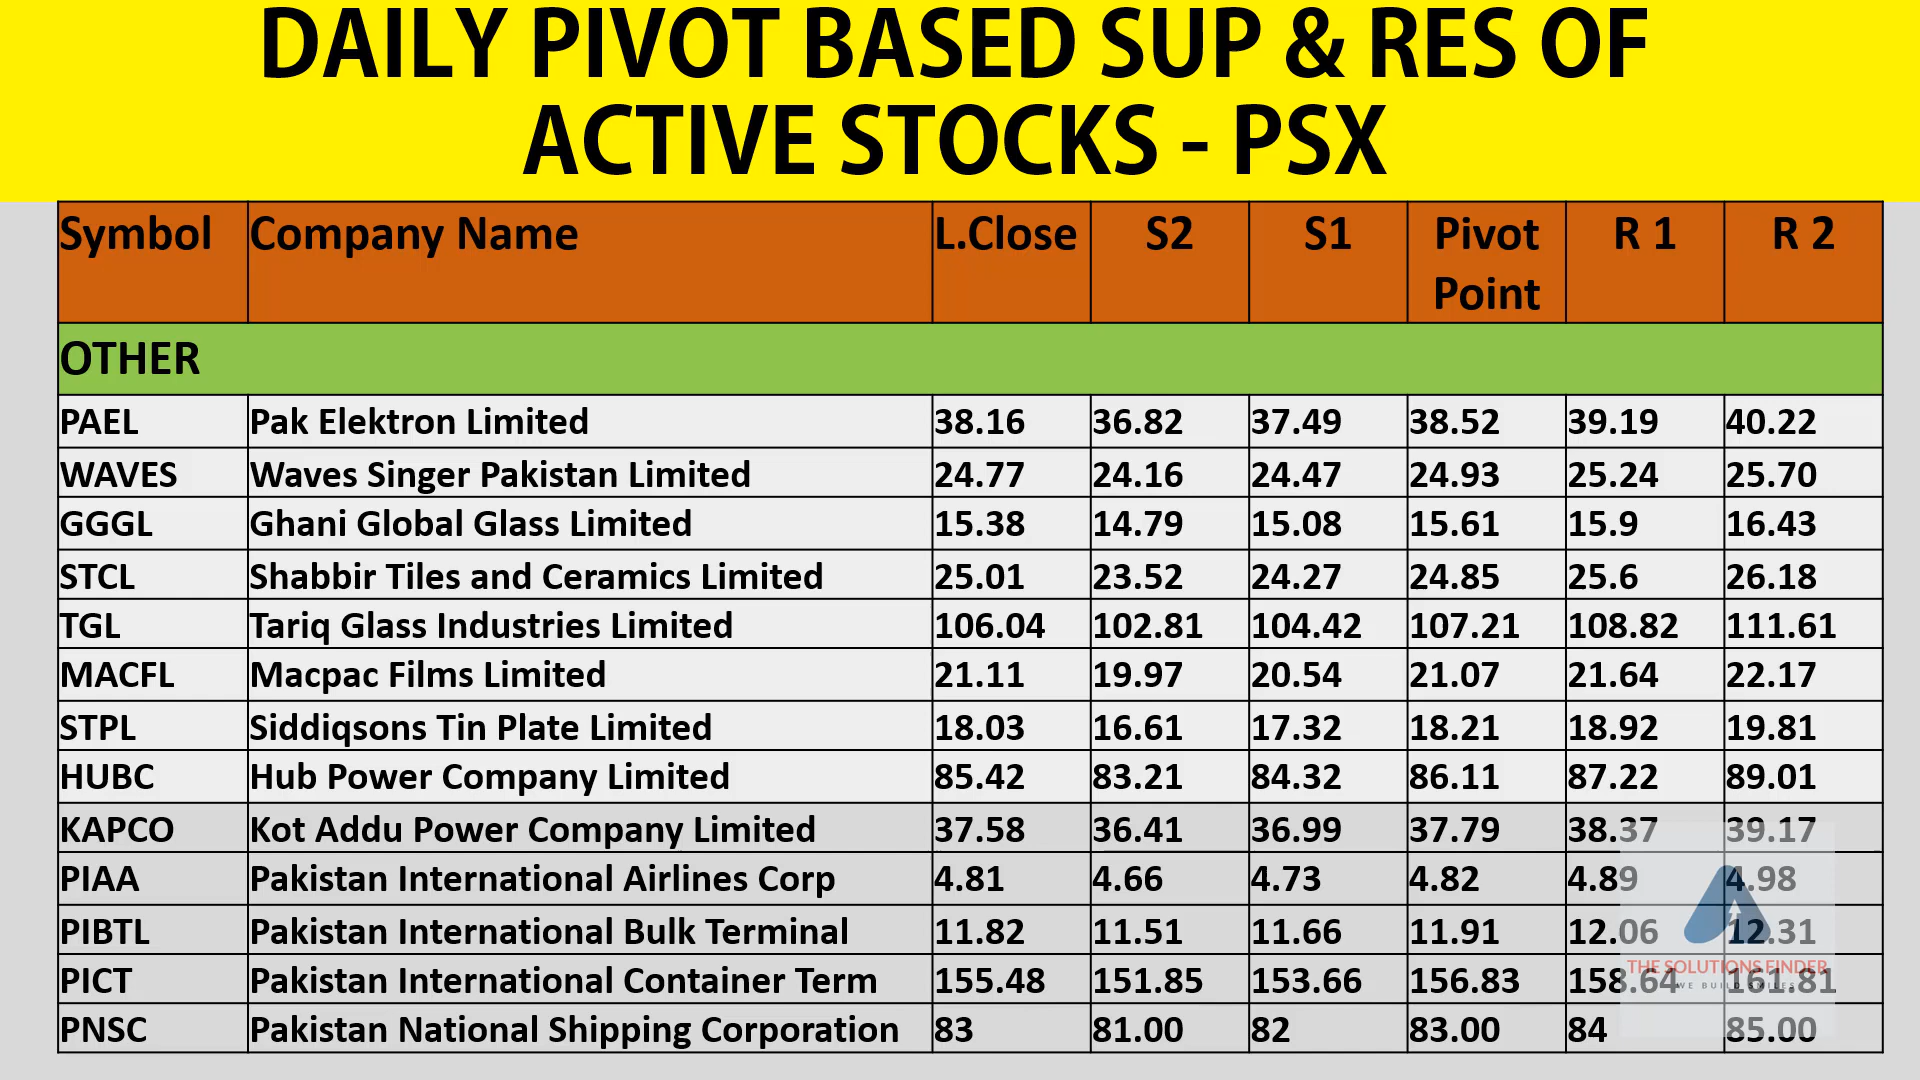 DAILY PIVOT BASED SUP & RES OF
ACTIVE STOCKS - PSX
Symbol Company Name L.Close S2 S1 Pivot Point R 1 R 2
OTHER
PAEL Pak Elektron Limited 38.16 36.82 37.49 38.52 39.19 40.22
WAVES Waves Singer Pakistan Limited 24.77 24.16 24.47 24.93 25.24 25.70
GGGL Ghani Global Glass Limited 15.38 14.79 15.08 15.61 15.9 16.43
STCL Shabbir Tiles and Ceramics Limited 25.01 23.52 24.27 24.85 25.6 26.18
TGL Tariq Glass Industries Limited 106.04 102.81 104.42 107.21 108.82 111.61
MACFL Macpac Films Limited 21.11 19.97 20.54 21.07 21.64 22.17
STPL Siddiqsons Tin Plate Limited 18.03 16.61 17.32 18.21 18.92 19.81
HUBC Hub Power Company Limited 85.42 83.21 84.32 86.11 87.22 89.01
KAPCO Kot Addu Power Company Limited 37.58 36.41 36.99 37.79 38.37 39.17
PIAA Pakistan International Airlines Corp 4.81 4.66 4.73 4.82 4.89 4.98
PIBTL Pakistan International Bulk Terminal 11.82 11.51 11.66 11.91 12.06 12.31
PICT Pakistan International Container Term 155.48 151.85 153.66 156.83 158.64 161.81
PNSC Pakistan National Shipping Corporation 83 81.00 82 83.00 84 85.00
THE SOLUTIONS FINDER
WE BUILD SMILES